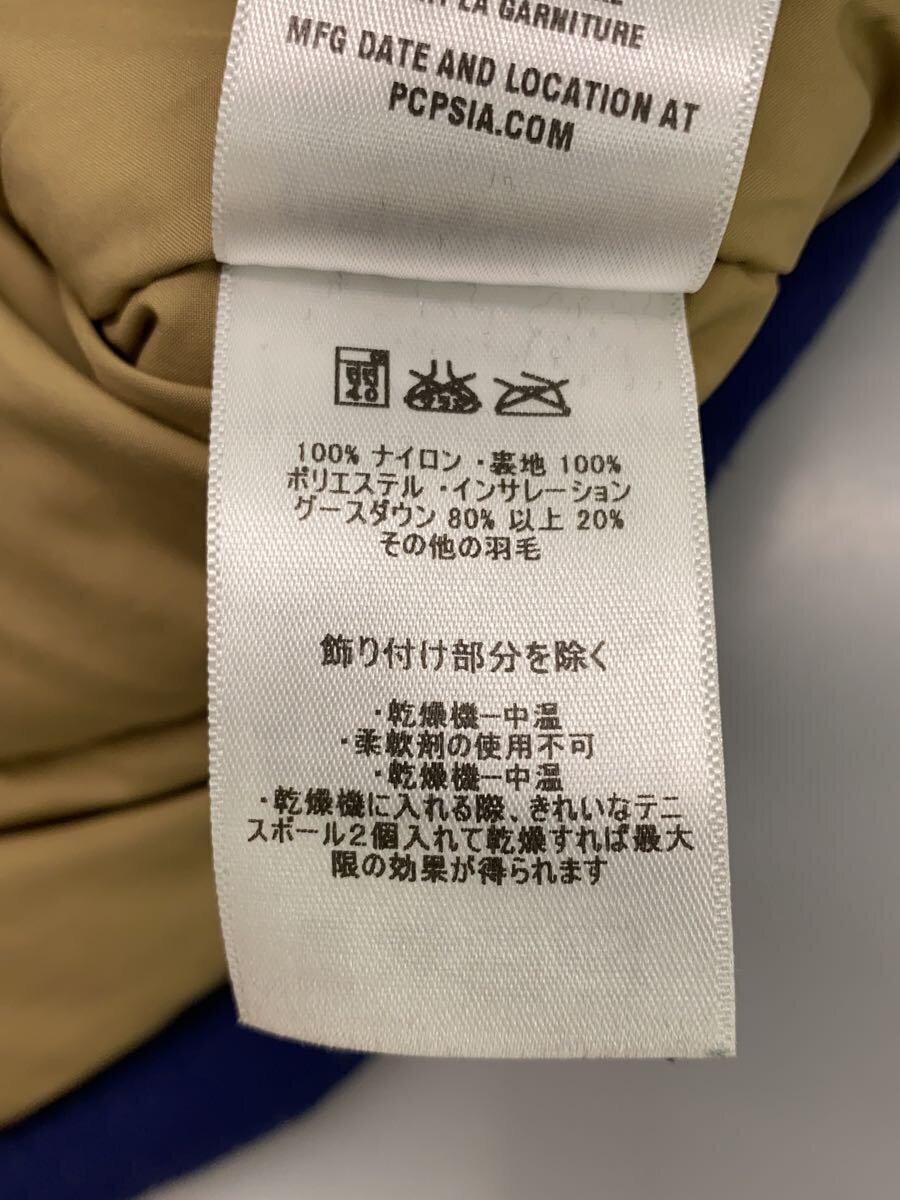 LA GARNITURE
MFG DATE AND LOCATION AT
PCPSIA.COM
40
100% ナイロン ・裏地 100%
ポリエステル ・インサレーション
グースダウン 80% 以上 20%
その他の羽毛
飾り付け部分を除く
・乾燥機ー中温
・柔軟剤の使用不可
・乾燥機ー中温
・乾燥機に入れる際、きれいなテニ
スボール2個入れて乾燥すれば最大
限の効果が得られます